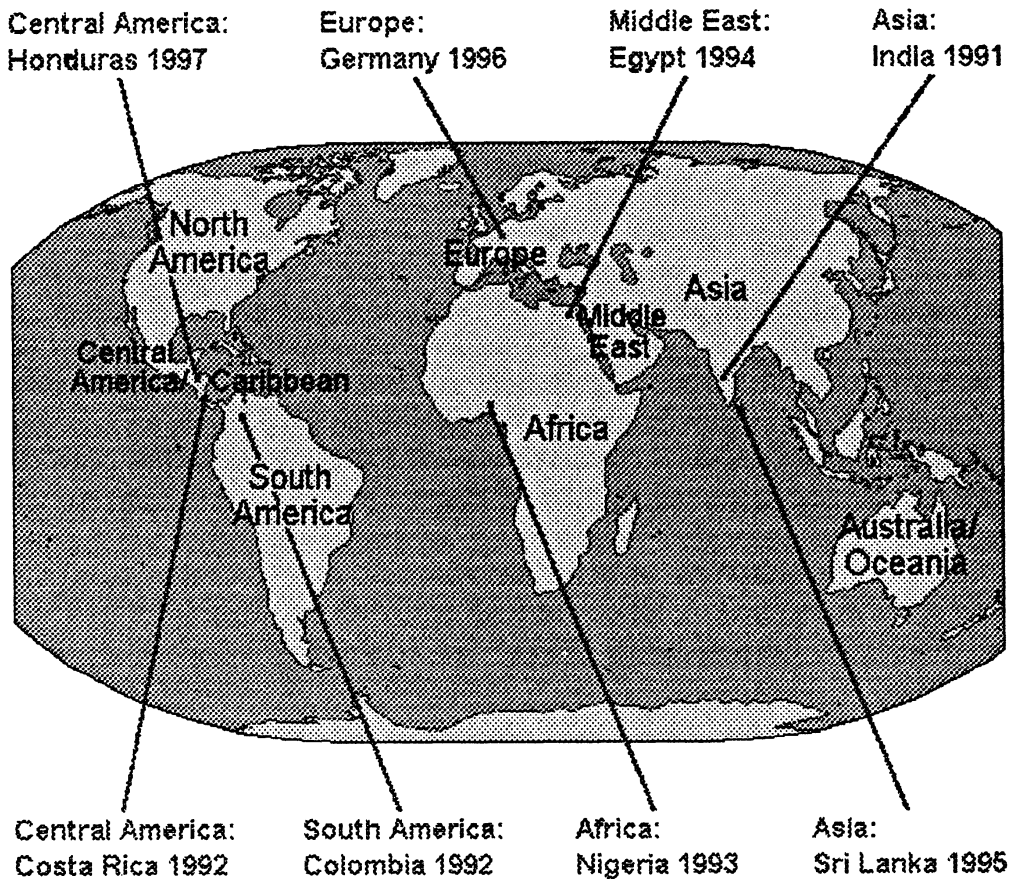 Central America:
Honduras 1997
Europe:
Germany 1996
Middle East:
Egypt 1994
Asia:
India 1991
North
America
Europe
Asia
Middle
East
Central
America/ Caribbean
Africa
South
America
Australia/
Oceania
Central America:
Costa Rica 1992
South America:
Colombia 1992
Africa:
Nigeria 1993
Asia:
Sri Lanka 1995